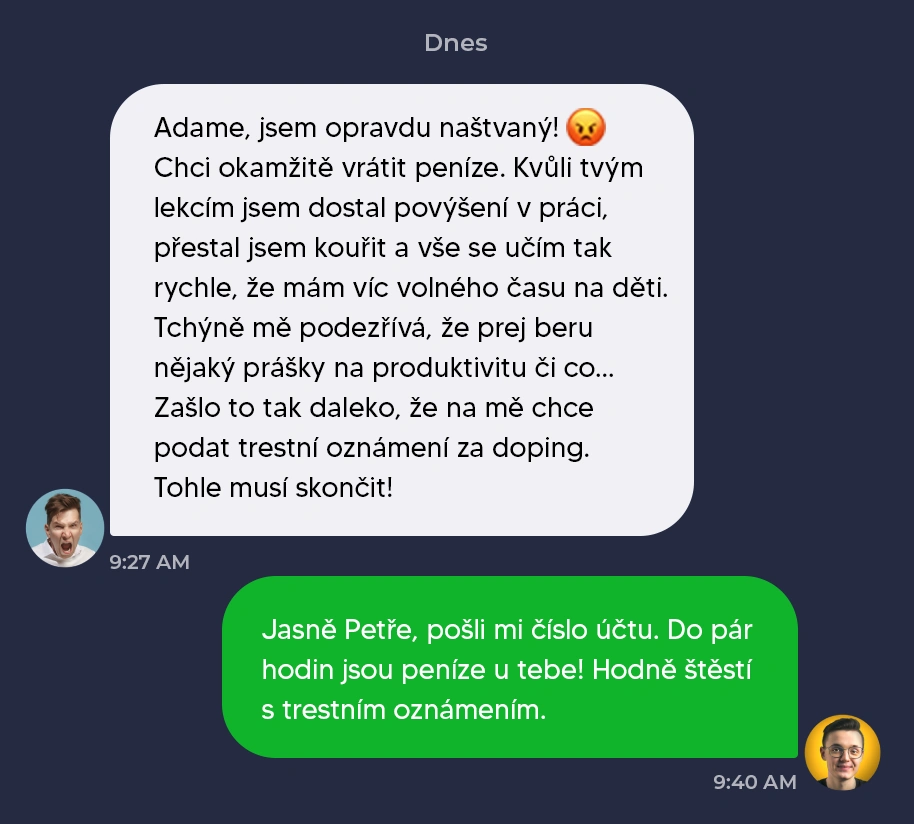 Dnes
Adame, jsem opravdu naštvaný! 😡
Chci okamžitě vrátit peníze. Kvůli tvým
lekcím jsem dostal povýšení v práci,
přestal jsem kouřit a vše se učím tak
rychle, že mám víc volného času na děti.
Tchýně mě podezřívá, že prej beru
nějaký prášky na produktivitu či co...
Zašlo to tak daleko, že na mě chce
podat trestní oznámení za doping.
Tohle musí skončit!
9:27 AM
Jasně Petře, pošli mi číslo účtu. Do pár
hodin jsou peníze u tebe! Hodně štěstí
s trestním oznámením.
9:40 AM